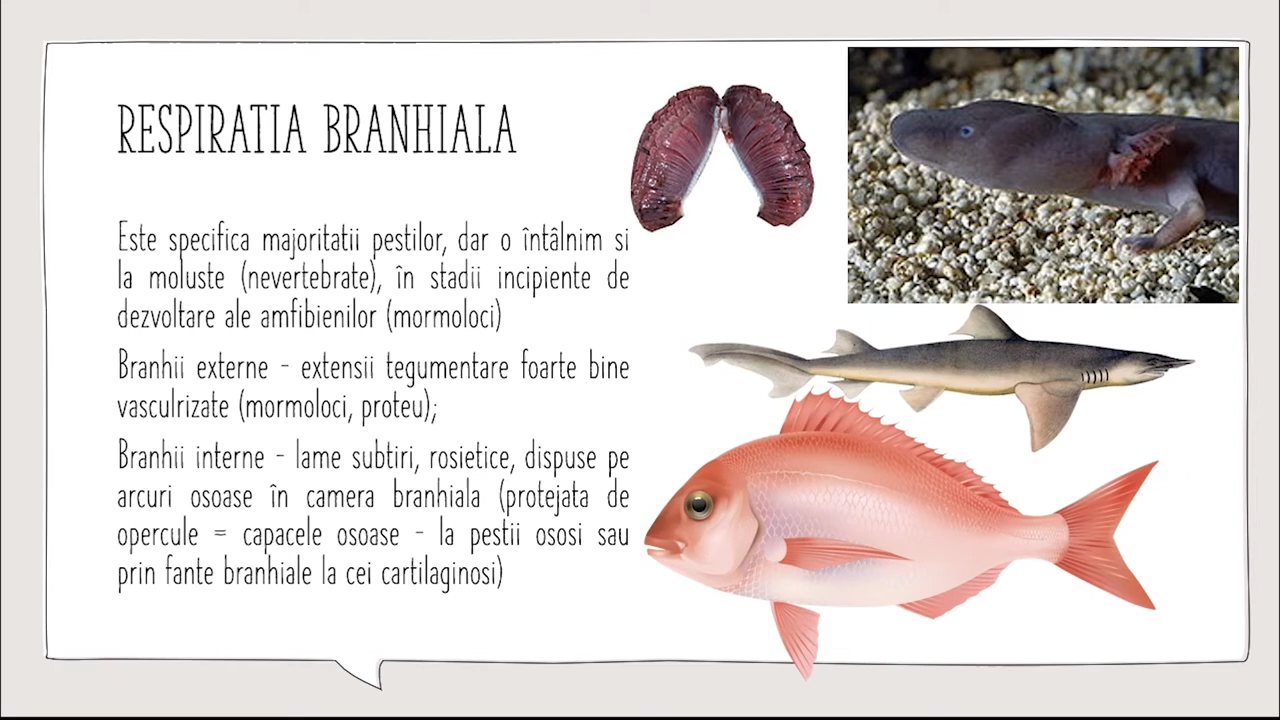 RESPIRATIA BRANHIALA
Este specifica majoritatii pestilor, dar o întâlnim si
la moluste (nevertebrate), în stadii incipiente de
dezvoltare ale amfibienilor (mormoloci)
Branhii externe - extensii tegumentare foarte bine
vasculrizate (mormoloci, proteu);
Branhii interne - lame subtiri, rosietice, dispuse pe
arcuri osoase în camera branhiala (protejata de
opercule = capacele osoase - la pestii ososi sau
prin fante branhiale la cei cartilaginosi)